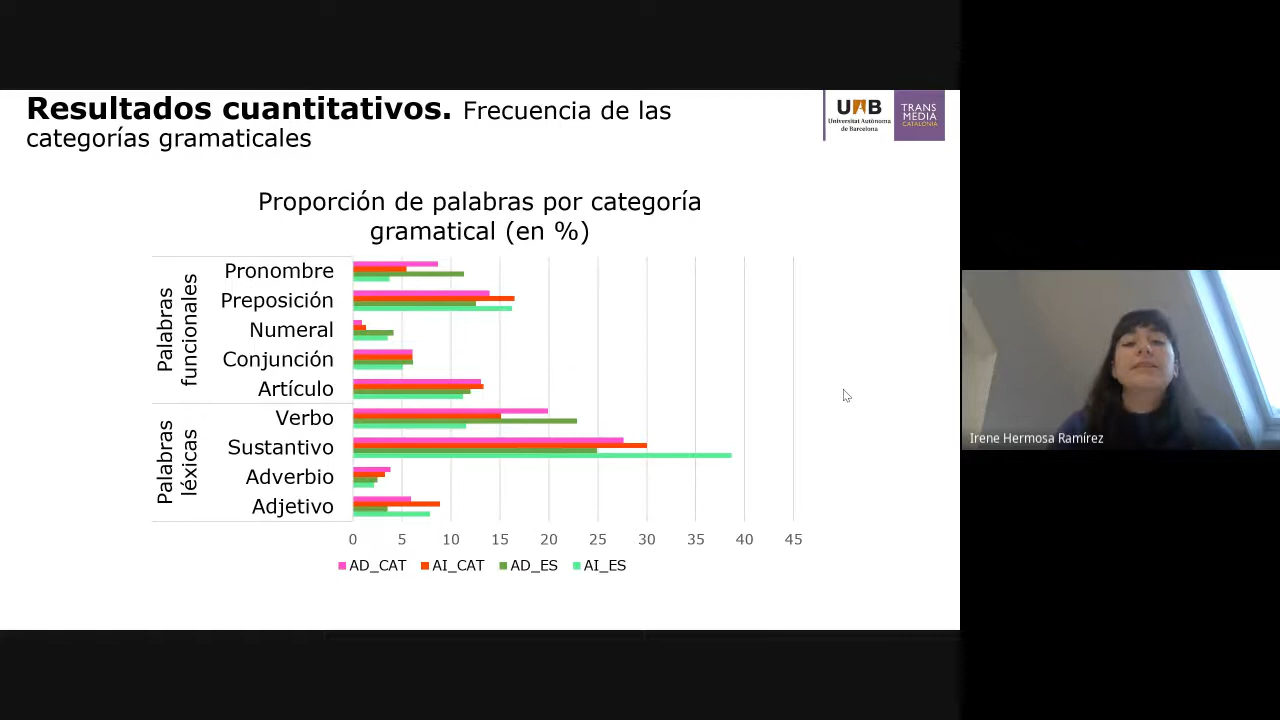 Resultados cuantitativos. Frecuencia de las
categorías gramaticales
UAB
Universitat Autònoma
de Barcelona
TRANS
MEDIA
CATALONIA
Proporción de palabras por categoría
gramatical (en %)
Palabras
funcionales
Pronombre
Preposición
Numeral
Conjunción
Artículo
Palabras
léxicas
Verbo
Sustantivo
Adverbio
Adjetivo
0 5 10 15 20 25 30 35 40 45
AD_CAT AI_CAT AD_ES AI_ES
Irene Hermosa Ramírez